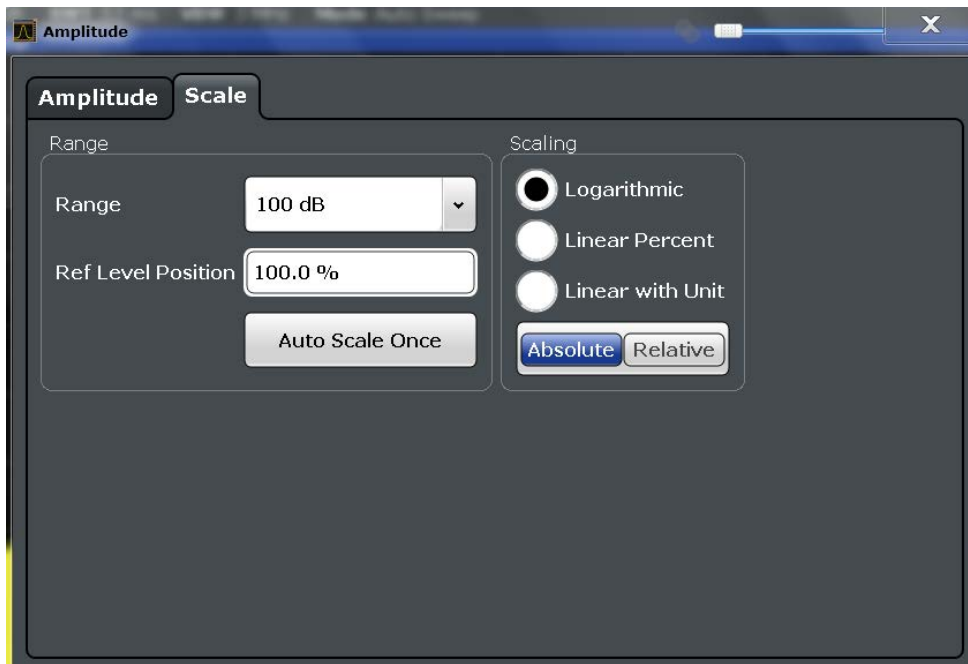 Amplitude
X
Amplitude Scale
Range
Range 100 dB
Ref Level Position 100.0 %
Auto Scale Once
Scaling
Logarithmic
Linear Percent
Linear with Unit
Absolute Relative